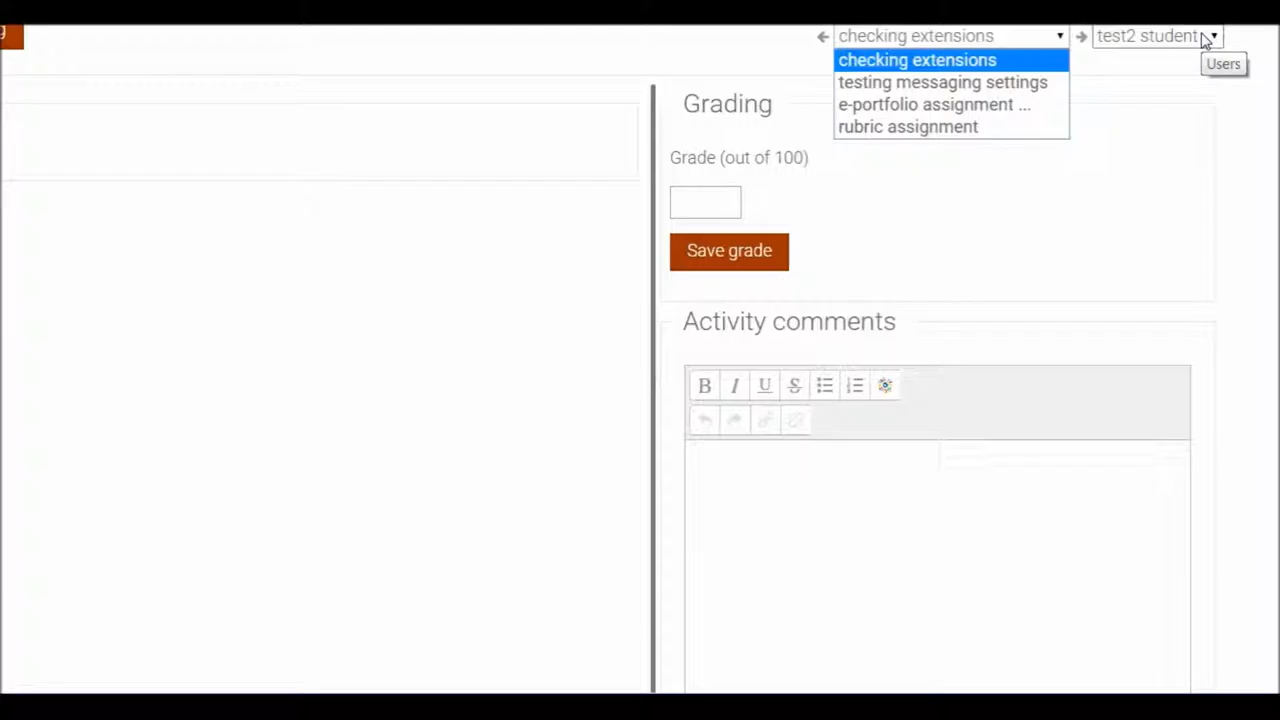 checking extensions
test2 student
Users
checking extensions
testing messaging settings
e-portfolio assignment ...
rubric assignment
Grading
Grade (out of 100)
Save grade
Activity comments
B I U S